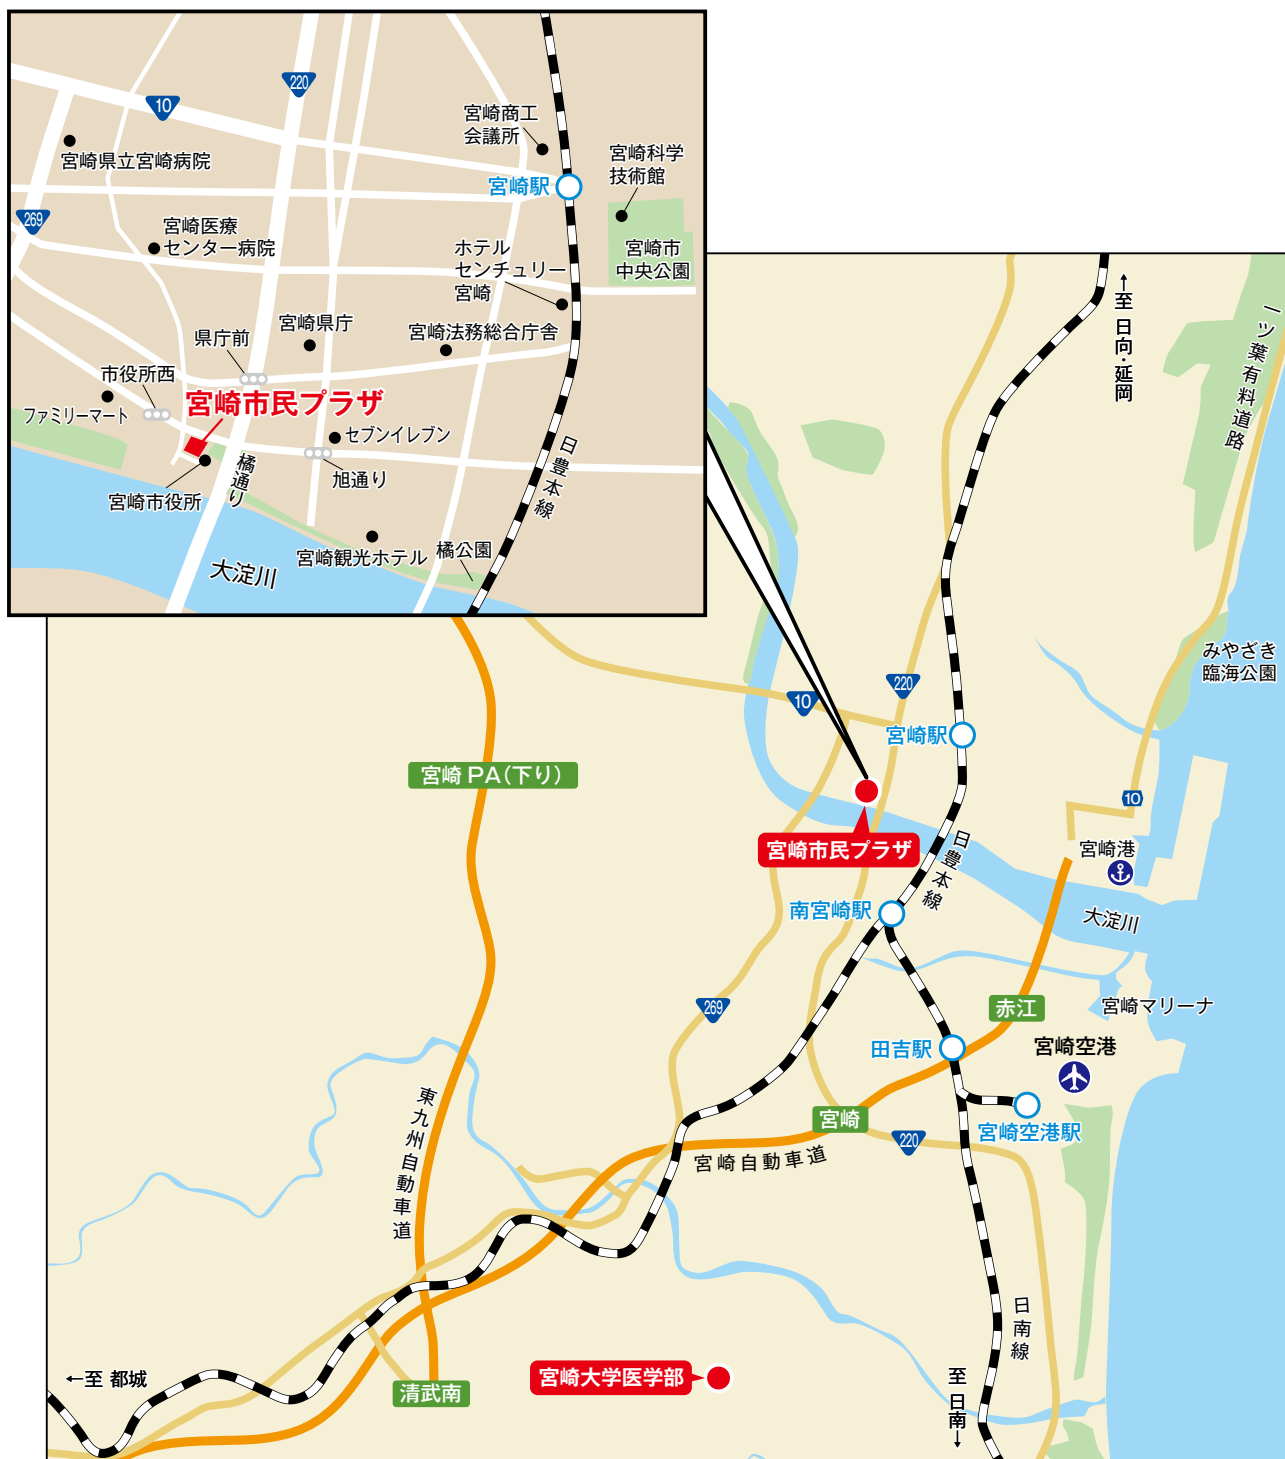 220
10
宮崎商工
会議所
宮崎県立宮崎病院
宮崎科学
技術館
宮崎駅
269
宮崎医療
センター病院
ホテル
センチュリー
宮崎
宮崎市
中央公園
宮崎県庁
県庁前
宮崎法務総合庁舎
市役所西
宮崎市民プラザ
ファミリーマート
セブンイレブン
橘通り
旭通り
日豊本線
宮崎市役所
宮崎観光ホテル
橘公園
大淀川
↑至 日向・延岡
一ツ葉有料道路
みやざき
臨海公園
220
10
宮崎駅
宮崎PA(下り)
10
宮崎市民プラザ
日豊本線
宮崎港
南宮崎駅
大淀川
269
赤江
宮崎マリーナ
田吉駅
宮崎空港
宮崎
宮崎空港駅
220
東九州自動車道
宮崎自動車道
日南線
←至 都城
宮崎大学医学部
清武南
至 日南→